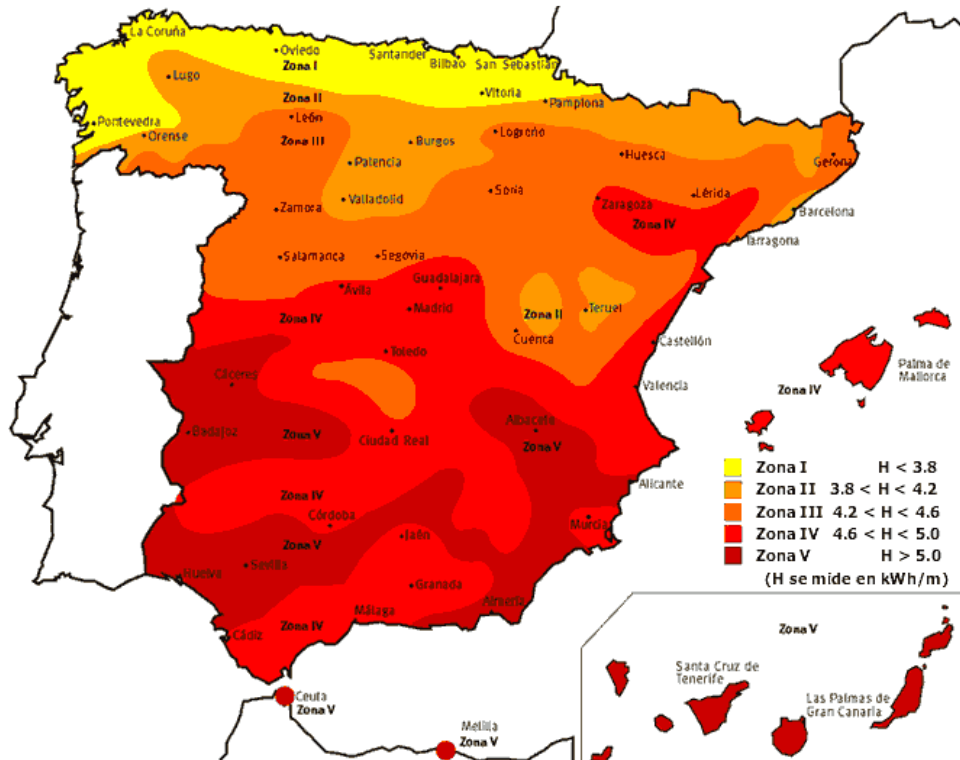 La Coruña
Oviedo
Santander
Bilbao
San Sebastián
Zona I
Lugo
Vitoria
Pamplona
Zona II
León
Pontevedra
Orense
Zona III
Burgos
Logroño
Palencia
Huesca
Gerona
Soria
Valladolid
Zamora
Zaragoza
Lérida
Zona IV
Barcelona
Tarragona
Salamanca
Segovia
Guadalajara
Ávila
Madrid
Zona IV
Zona II
Teruel
Cuenca
Castellón
Toledo
Cáceres
Valencia
Palma de
Mallorca
Zona IV
Badajoz
Zona V
Ciudad Real
Albacete
Zona V
Alicante
Zona IV
Córdoba
Zona V
Jaén
Murcia
Huelva
Sevilla
Granada
Almería
Málaga
Cádiz
Zona IV
Ceuta
Zona V
Melilla
Zona V
Zona I H < 3.8
Zona II 3.8 < H < 4.2
Zona III 4.2 < H < 4.6
Zona IV 4.6 < H < 5.0
Zona V H > 5.0
(H se mide en kWh/m)
Zona V
Santa Cruz de
Tenerife
Las Palmas de
Gran Canaria